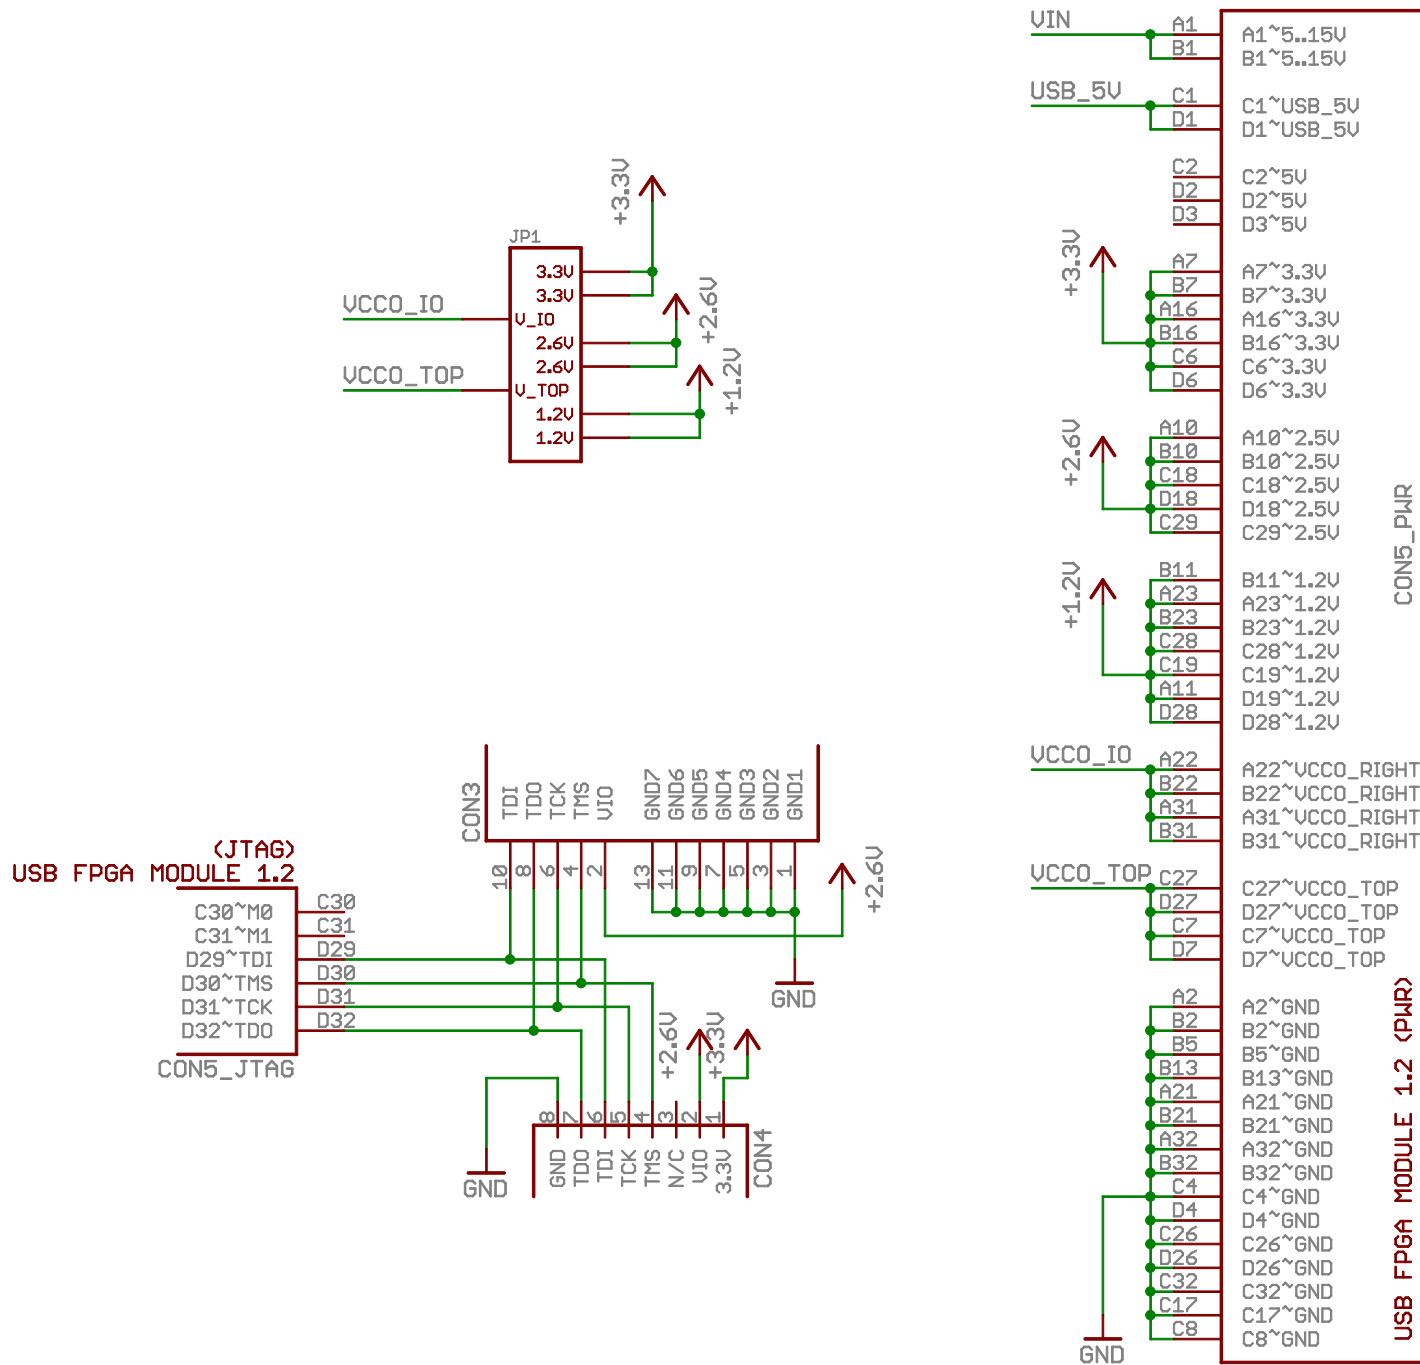 VIN
A1 A1~5..15V
B1 B1~5..15V
USB_5V
C1 C1~USB_5V
D1 D1~USB_5V
C2 C2~5V
D2 D2~5V
D3 D3~5V
+3.3V
A7 A7~3.3V
B7 B7~3.3V
A16 A16~3.3V
B16 B16~3.3V
C6 C6~3.3V
D6 D6~3.3V
+2.6V
A10 A10~2.5V
B10 B10~2.5V
C18 C18~2.5V
D18 D18~2.5V
C29 C29~2.5V
+1.2V
B11 B11~1.2V
A23 A23~1.2V
B23 B23~1.2V
C28 C28~1.2V
C19 C19~1.2V
A11 D19~1.2V
D28 D28~1.2V
VCCO_IO
A22 A22~VCCO_RIGHT
B22 B22~VCCO_RIGHT
A31 A31~VCCO_RIGHT
B31 B31~VCCO_RIGHT
VCCO_TOP
C27 C27~VCCO_TOP
D27 D27~VCCO_TOP
C7 C7~VCCO_TOP
D7 D7~VCCO_TOP
A2 A2~GND
B2 B2~GND
B5 B5~GND
B13 B13~GND
A21 A21~GND
B21 B21~GND
A32 A32~GND
B32 B32~GND
C4 C4~GND
D4 D4~GND
C26 C26~GND
D26 D26~GND
C32 C32~GND
C17 C17~GND
C8 C8~GND
GND
CON5_PWR
USB FPGA MODULE 1.2 (PWR)
+3.3V
JP1
3.3V
3.3V
VCCO_IO
V_IO
+2.6V
2.6V
2.6V
VCCO_TOP
V_TOP
+1.2V
1.2V
1.2V
CON3
TDI
TDO
TCK
TMS
VIO
GND7
GND6
GND5
GND4
GND3
GND2
GND1
10
8
6
4
2
13
11
9
7
5
3
1
+2.6V
GND
(JTAG)
USB FPGA MODULE 1.2
C30~M0 C30
C31~M1 C31
D29~TDI D29
D30~TMS D30
D31~TCK D31
D32~TDO D32
CON5_JTAG
+2.6V
+3.3V
8
7
6
5
4
3
2
1
GND
TDO
TDI
TCK
TMS
N/C
VIO
3.3V
CON4
GND